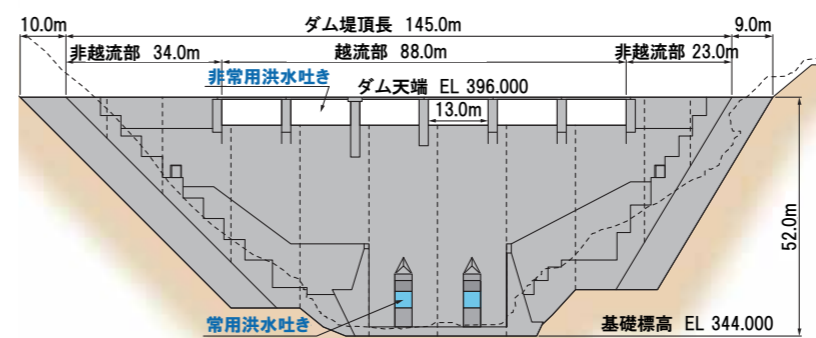 10.0m
ダム堤頂長 145.0m
9.0m
非越流部 34.0m
越流部 88.0m
非越流部 23.0m
非常用洪水吐き
ダム天端 EL 396.000
13.0m
52.0m
常用洪水吐き
基礎標高 EL 344.000